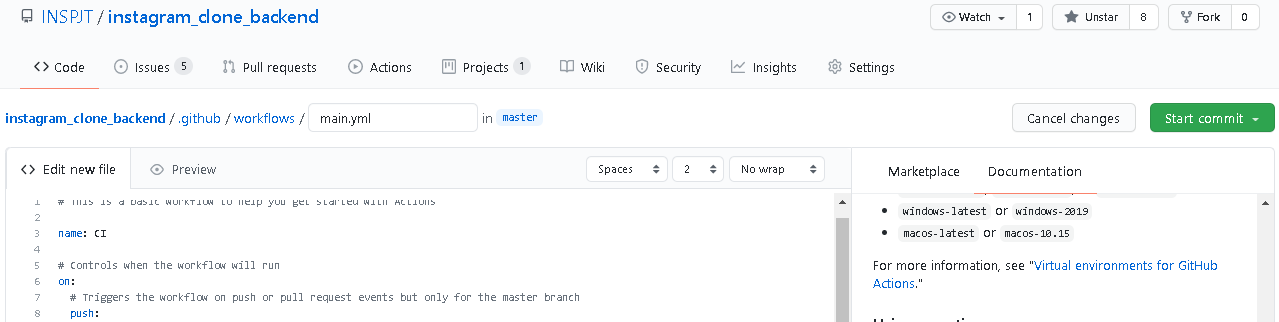 INSPJT / instagram_clone_backend
Watch 1
Unstar 8
Fork 0
Code
Issues 5
Pull requests
Actions
Projects 1
Wiki
Security
Insights
Settings
instagram_clone_backend / .github / workflows / main.yml in master
Cancel changes
Start commit
Edit new file
Preview
Spaces
2
No wrap
Marketplace
Documentation
1 # This is a basic workflow to help you get started with Actions
2
3 name: CI
4
5 # Controls when the workflow will run
6 on:
7 # Triggers the workflow on push or pull request events but only for the master branch
8 push:
windows-latest or windows-2019
macos-latest or macos-10.15
For more information, see "Virtual environments for GitHub
Actions."